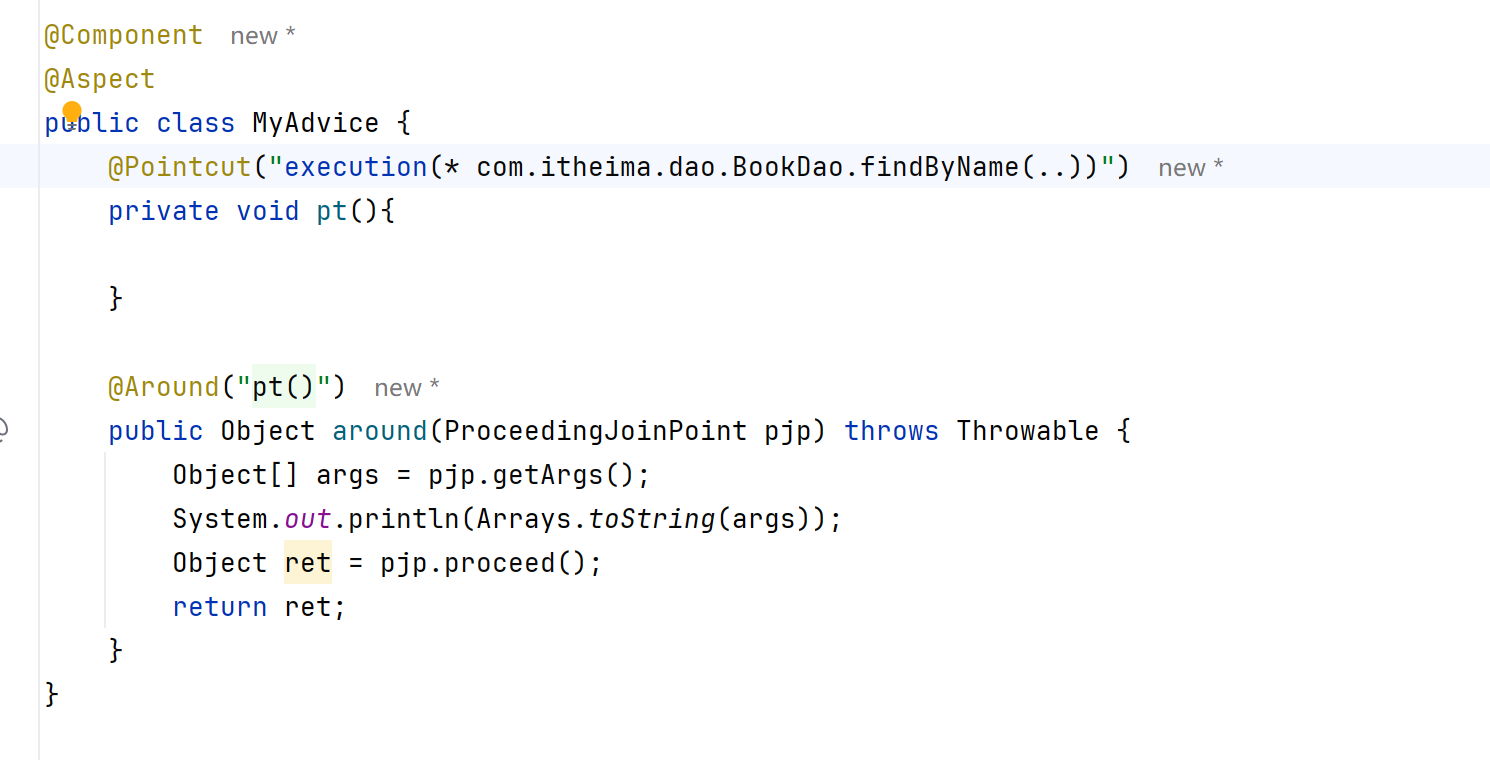 @Component new *
@Aspect
public class MyAdvice {
@Pointcut("execution(* com.itheima.dao.BookDao.findByName(..))") new *
private void pt(){
}
@Around("pt()") new *
public Object around(ProceedingJoinPoint pjp) throws Throwable {
Object[] args = pjp.getArgs();
System.out.println(Arrays.toString(args));
Object ret = pjp.proceed();
return ret;
}
}